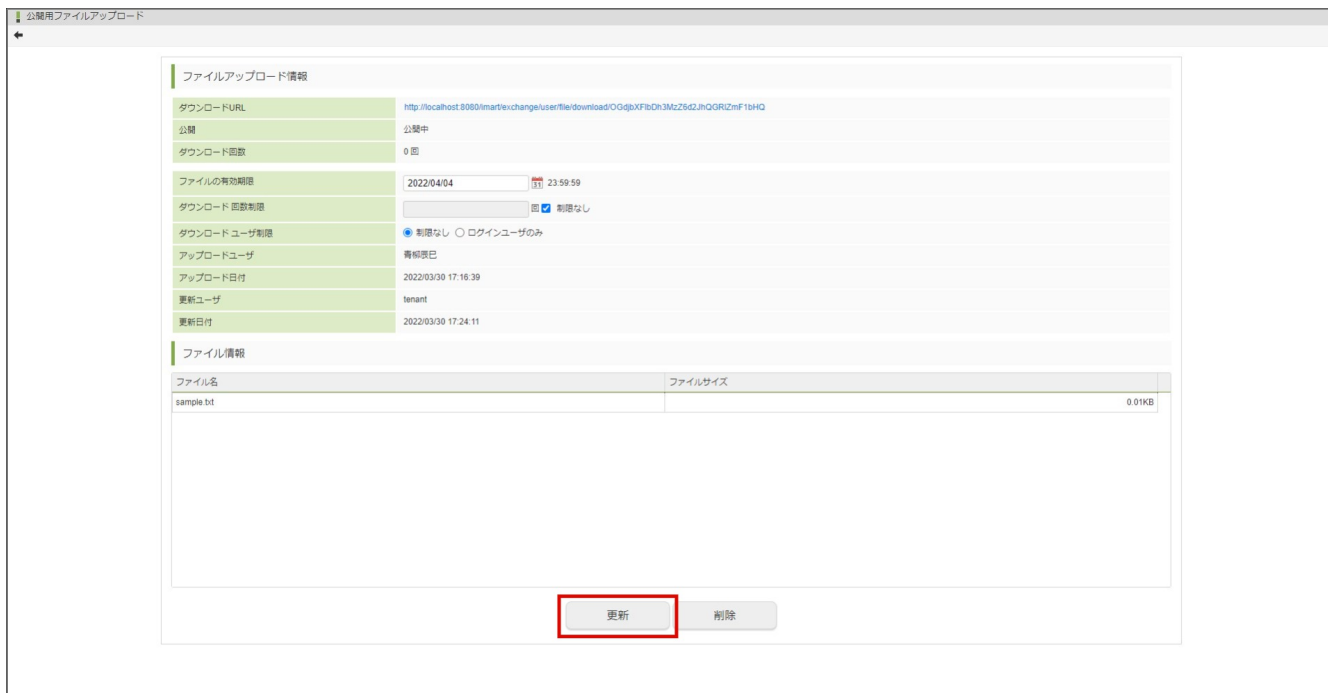 公開用ファイルアップロード
ファイルアップロード情報
ダウンロードURL http://localhost:8080/imart/exchange/user/file/download/OGdjbXFlbDh3MzZ6d2JhQGRlZmF1bHQ
公開 公開中
ダウンロード回数 0 回
ファイルの有効期限 2022/04/04 31 23:59:59
ダウンロード 回数制限 回 制限なし
ダウンロード ユーザ制限 制限なし ログインユーザのみ
アップロードユーザ 青柳辰巳
アップロード日付 2022/03/30 17:16:39
更新ユーザ tenant
更新日付 2022/03/30 17:24:11
ファイル情報
ファイル名 ファイルサイズ
sample.txt 0.01KB
更新 削除